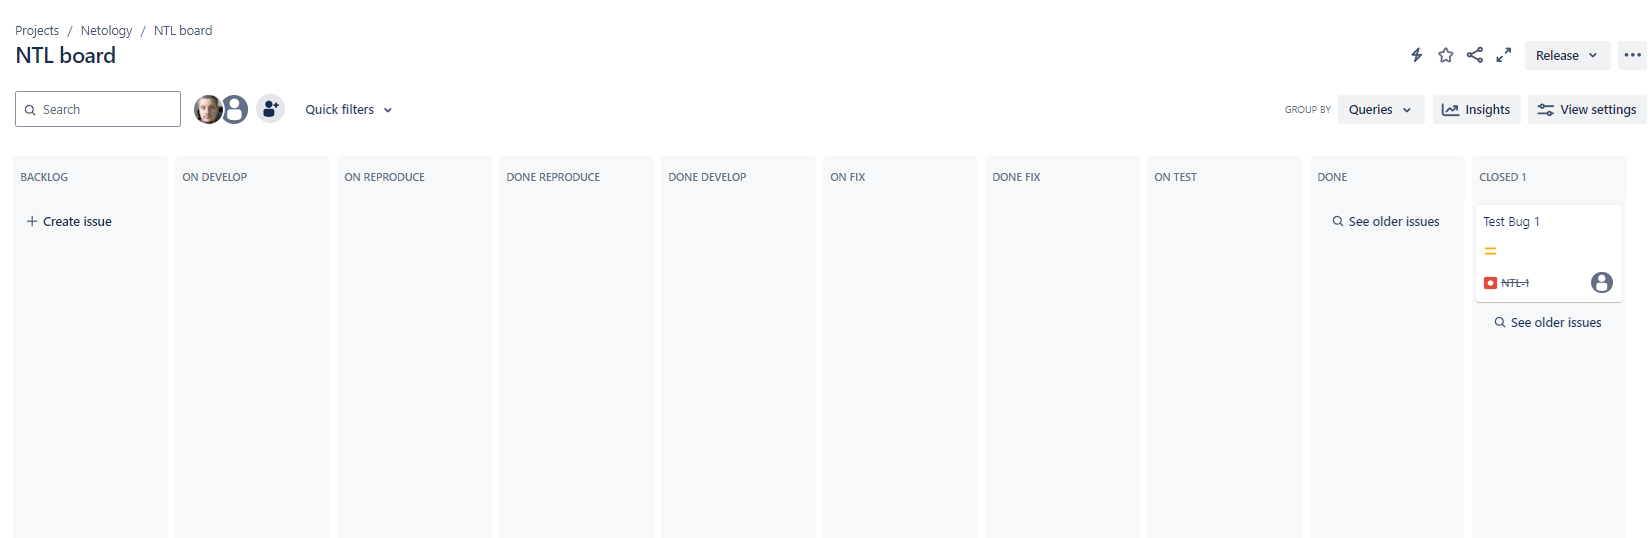 Projects / Netology / NTL board
NTL board
Release
Search
Quick filters
GROUP BY
Queries
Insights
View settings
BACKLOG
ON DEVELOP
ON REPRODUCE
DONE REPRODUCE
DONE DEVELOP
ON FIX
DONE FIX
ON TEST
DONE
CLOSED 1
+ Create issue
See older issues
Test Bug 1
NTL-1
See older issues